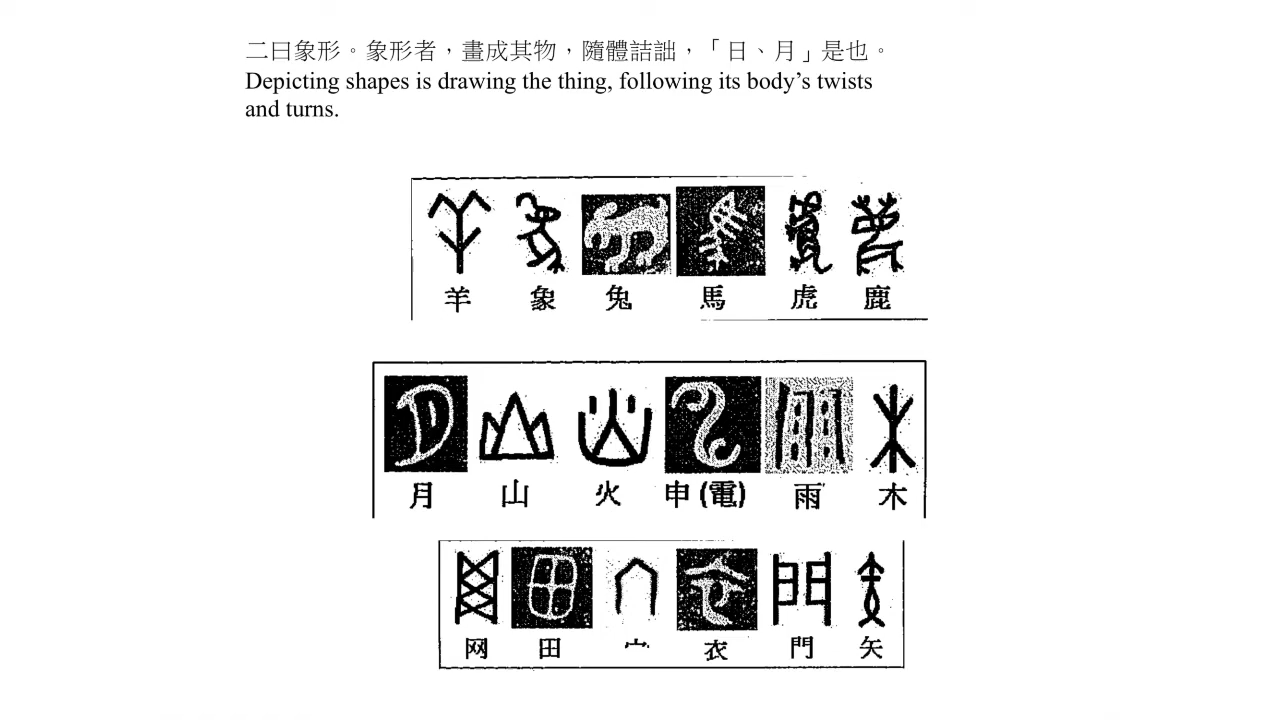 二曰象形。象形者，畫成其物，隨體詰詘，「日、月」是也。
Depicting shapes is drawing the thing, following its body’s twists
and turns.
羊 象 兔 馬 虎 鹿
月 山 火 申(電) 雨 木
网 田 宀 衣 門 矢